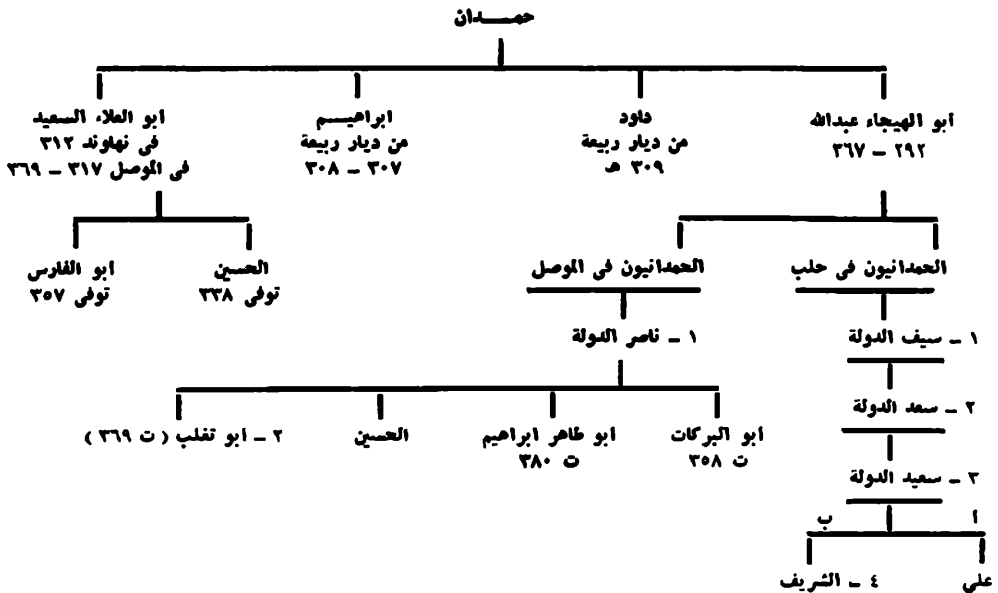 حمـــدان
ابو الهيجاء عبدالله
٢٩٢ – ٣٦٧
داود
من ديار ربيعة
٣٠٩ هـ
ابراهيـــم
من ديار ربيعة
٣٠٧ – ٣٠٨
ابو العلاء السعيد
فى نهاوند ٣١٢
فى الموصل ٣١٧ – ٣٦٩
الحمدانيون فى حلب
الحمدانيون فى الموصل
الحسين
توفى ٣٣٨
ابو الفارس
توفى ٣٥٧
١ – سيف الدولة
١ – ناصر الدولة
٢ – سعد الدولة
ابو البركات
ت ٣٥٨
ابو طاهر ابراهيم
ت ٣٨٠
الحسين
٢ – ابو تغلب ( ت ٣٦٩ )
٣ – سعيد الدولة
أ
ب
على
٤ – الشريف